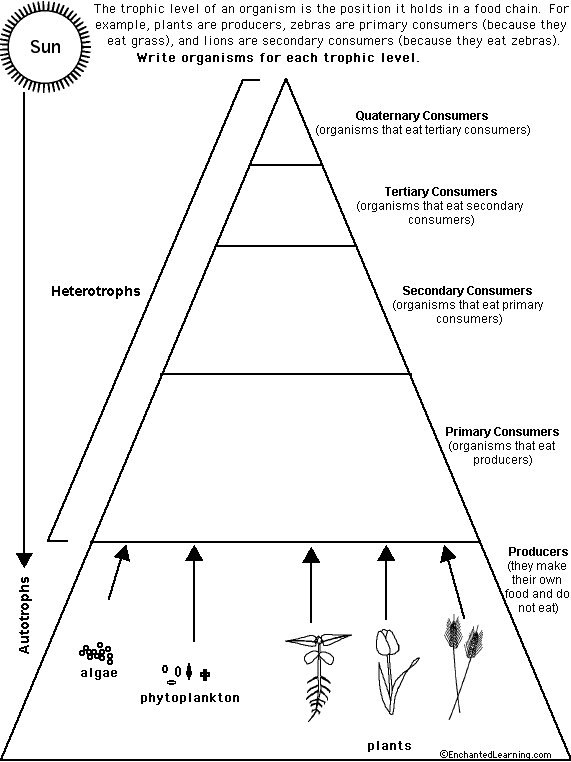 The trophic level of an organism is the position it holds in a food chain. For
example, plants are producers, zebras are primary consumers (because they
eat grass), and lions are secondary consumers (because they eat zebras).
Write organisms for each trophic level.
Sun
Quaternary Consumers
(organisms that eat tertiary consumers)
Tertiary Consumers
(organisms that eat secondary
consumers)
Heterotrophs
Secondary Consumers
(organisms that eat primary
consumers)
Primary Consumers
(organisms that eat
producers)
Producers
(they make
their own
food and do
not eat)
Autotrophs
algae
phytoplankton
plants
©EnchantedLearning.com